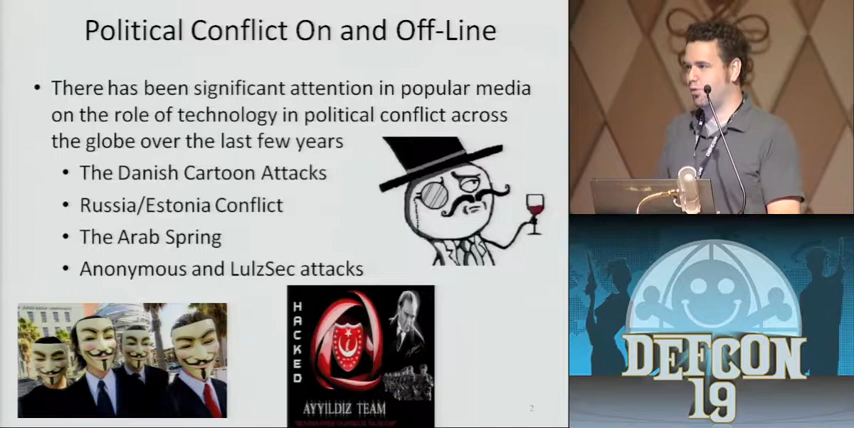 Political Conflict On and Off-Line
• There has been significant attention in popular media
on the role of technology in political conflict across
the globe over the last few years
• The Danish Cartoon Attacks
• Russia/Estonia Conflict
• The Arab Spring
• Anonymous and LulzSec attacks
HACKED
AYYILDIZ TEAM
2
DEFCON
19